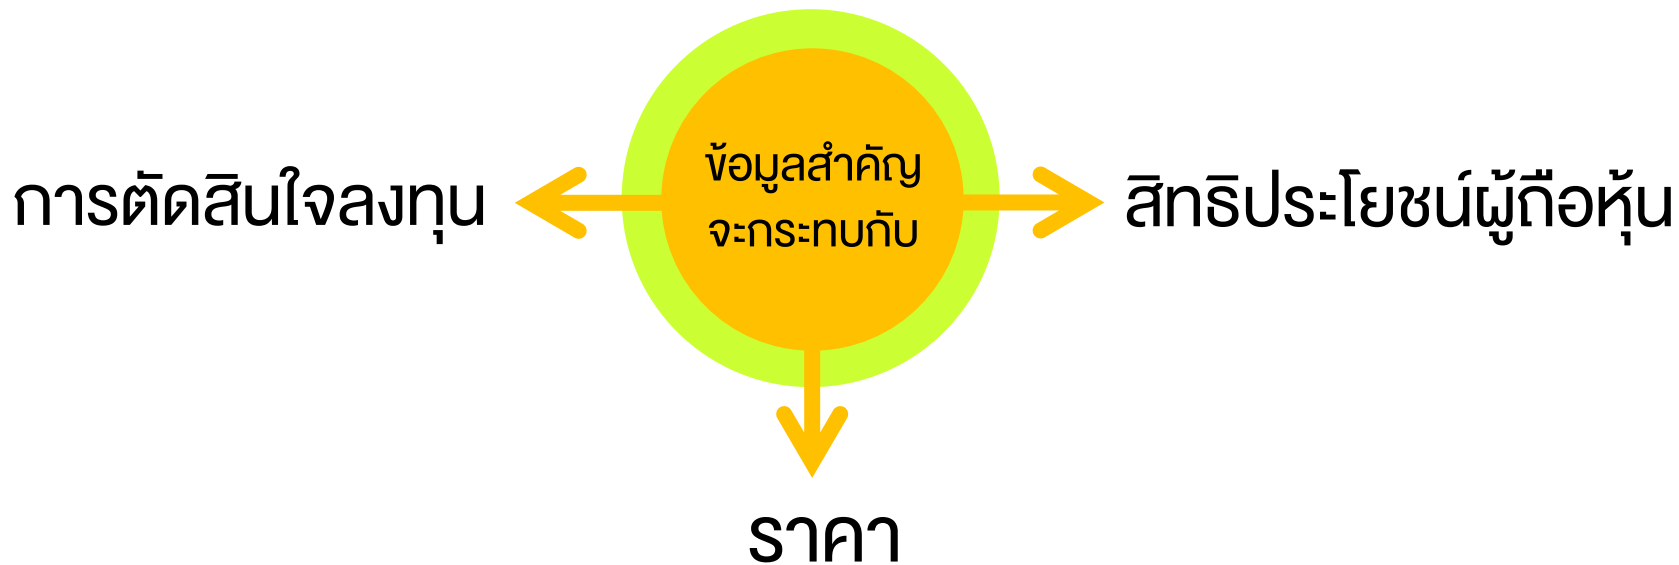 ข้อมูลสำคัญ
จะกระทบกับ
การตัดสินใจลงทุน
สิทธิประโยชน์ผู้ถือหุ้น
ราคา